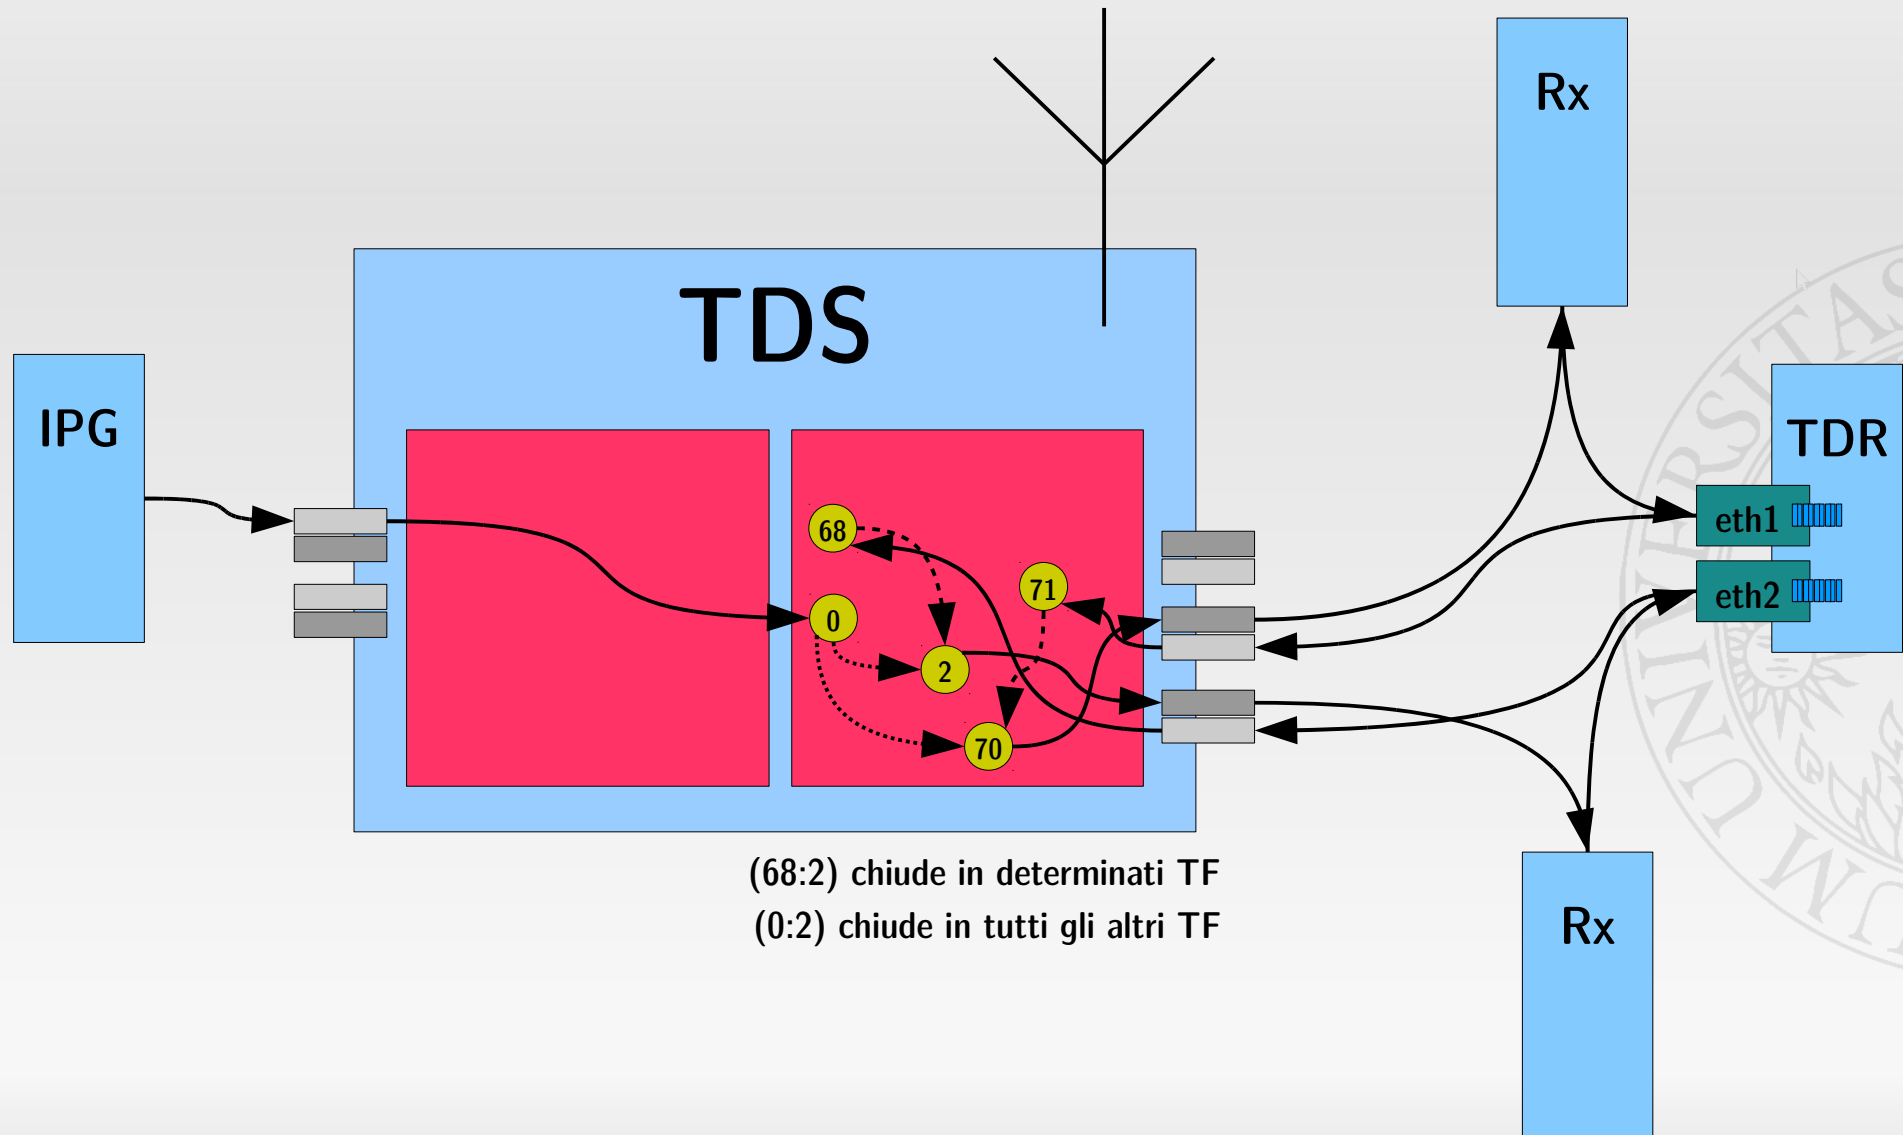 Rx
TDS
IPG
TDR
68
eth1
71
eth2
0
2
70
(68:2) chiude in determinati TF
(0:2) chiude in tutti gli altri TF
Rx